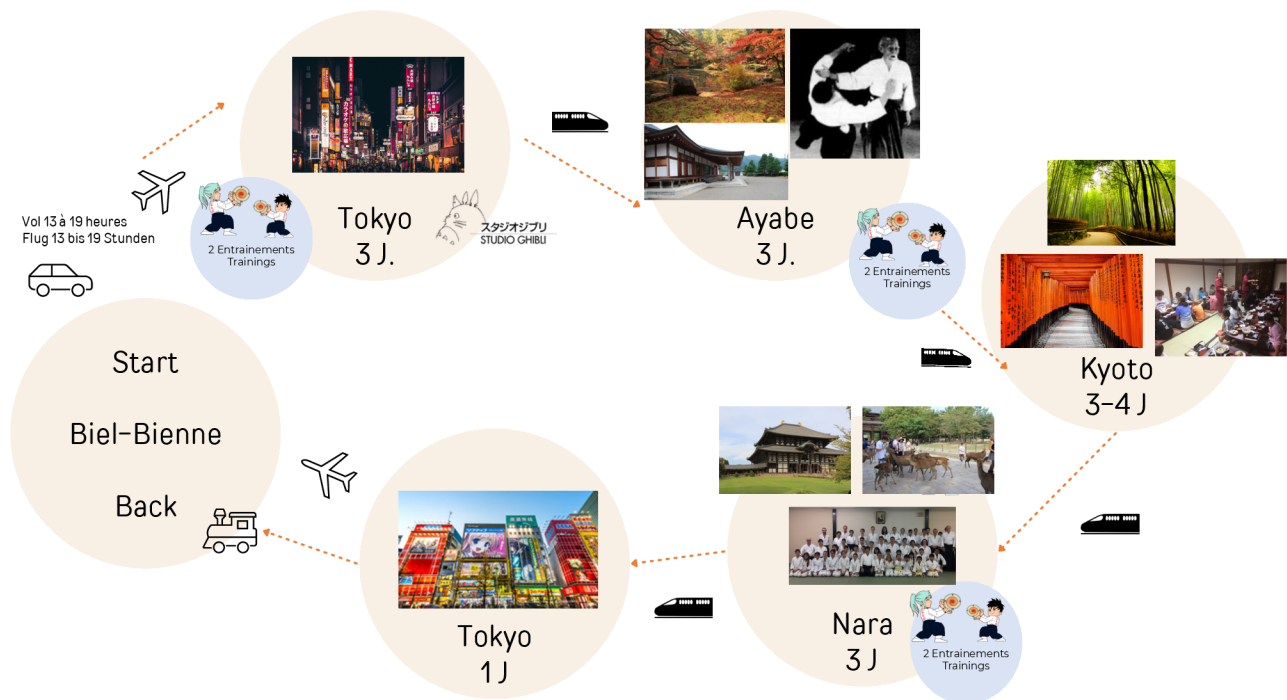 Vol 13 à 19 heures
Flug 13 bis 19 Stunden
Start
Biel-Bienne
Back
2 Entrainements
Trainings
Tokyo
3 J.
スタジオジブリ
STUDIO GHIBLI
Ayabe
3 J.
2 Entrainements
Trainings
Kyoto
3-4 J
Nara
3 J
2 Entrainements
Trainings
Tokyo
1 J